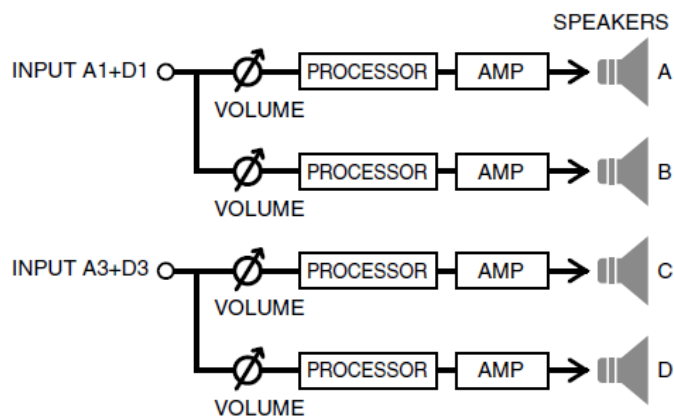 SPEAKERS
INPUT A1+D1
PROCESSOR
AMP
A
VOLUME
PROCESSOR
AMP
B
VOLUME
INPUT A3+D3
PROCESSOR
AMP
C
VOLUME
PROCESSOR
AMP
D
VOLUME